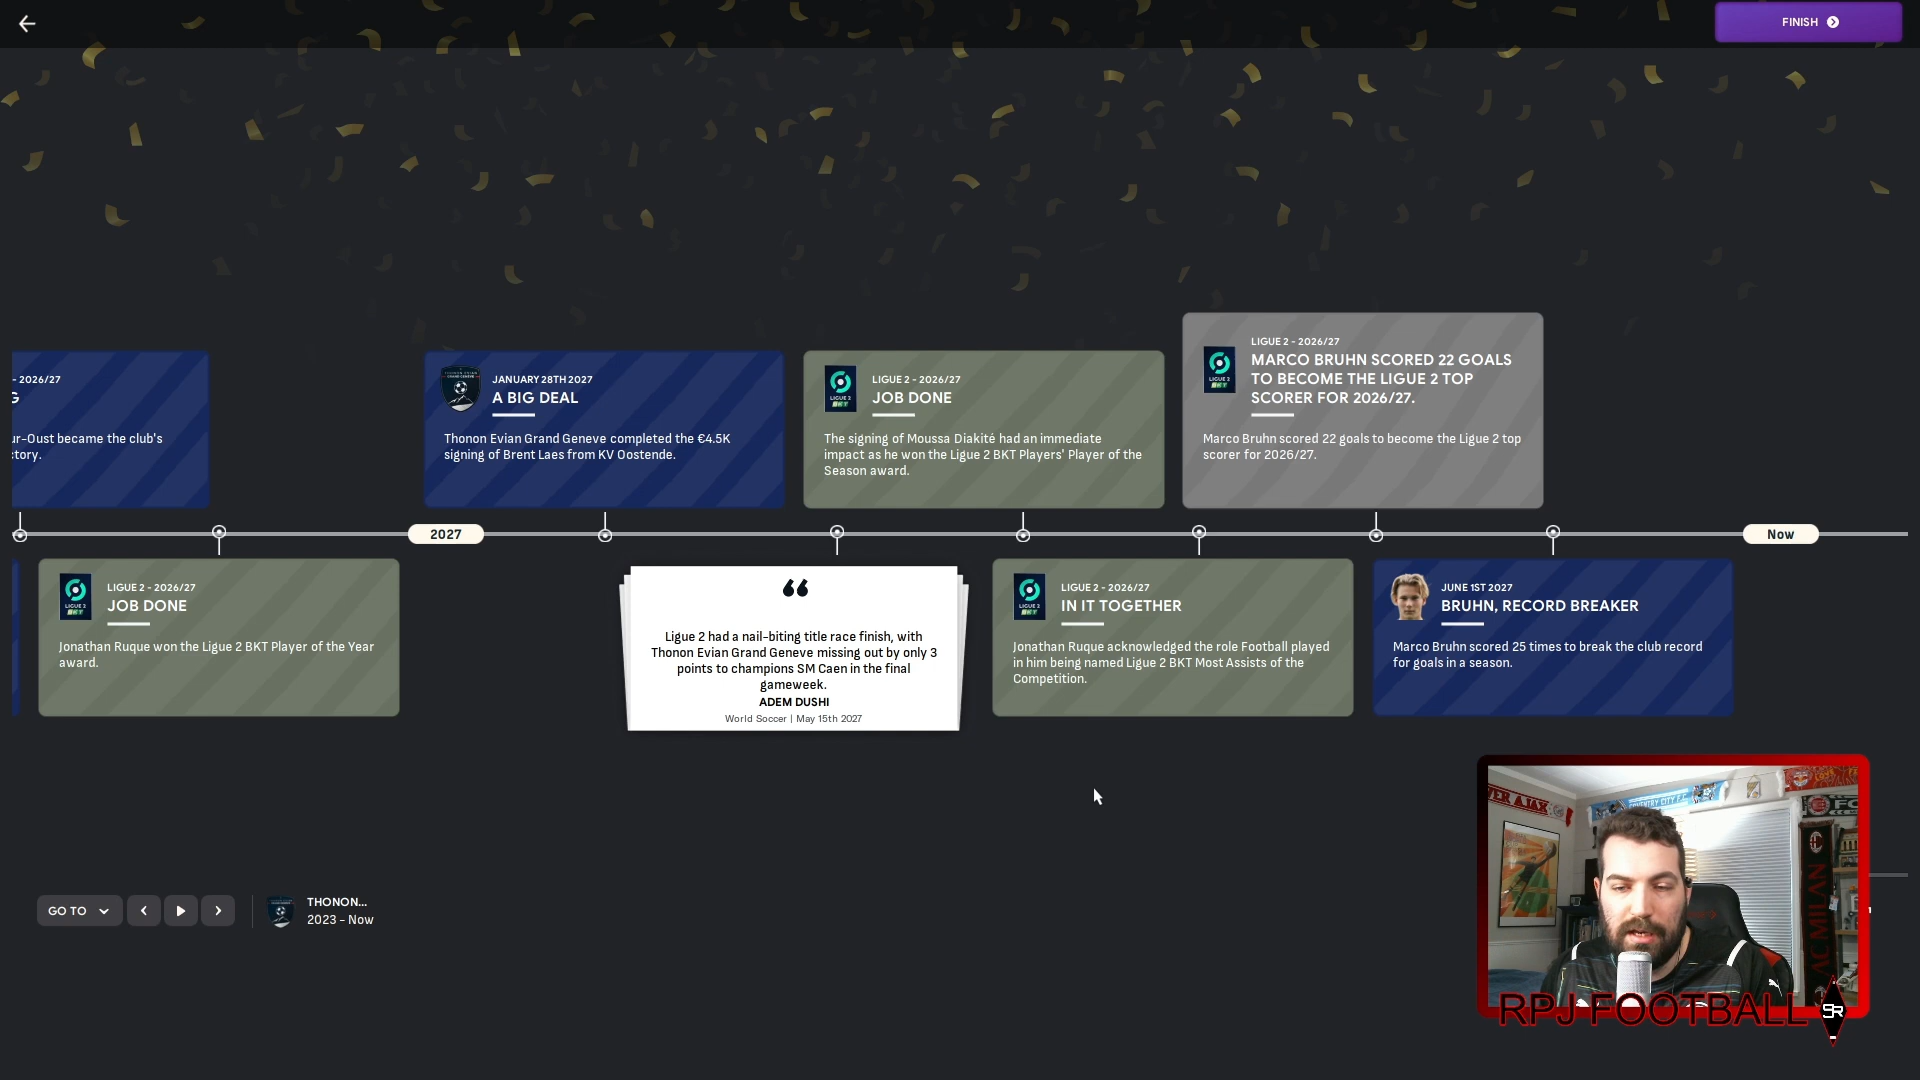 FINISH
LIGUE 2 - 2026/27
MARCO BRUHN SCORED 22 GOALS
TO BECOME THE LIGUE 2 TOP
SCORER FOR 2026/27.
Marco Bruhn scored 22 goals to become the Ligue 2 top
scorer for 2026/27.
- 2026/27
G
ur-Oust became the club's
ctory.
JANUARY 28TH 2027
A BIG DEAL
Thonon Evian Grand Geneve completed the €4.5K
signing of Brent Laes from KV Oostende.
LIGUE 2 - 2026/27
JOB DONE
The signing of Moussa Diakité had an immediate
impact as he won the Ligue 2 BKT Players' Player of the
Season award.
2027
Now
LIGUE 2 - 2026/27
JOB DONE
Jonathan Ruque won the Ligue 2 BKT Player of the Year
award.
“
Ligue 2 had a nail-biting title race finish, with
Thonon Evian Grand Geneve missing out by only 3
points to champions SM Caen in the final
gameweek.
ADEM DUSHI
World Soccer | May 15th 2027
LIGUE 2 - 2026/27
IN IT TOGETHER
Jonathan Ruque acknowledged the role Football played
in him being named Ligue 2 BKT Most Assists of the
Competition.
JUNE 1ST 2027
BRUHN, RECORD BREAKER
Marco Bruhn scored 25 times to break the club record
for goals in a season.
GO TO
THONON...
2023 - Now
COVENTRY CITY F.C.
AC MILAN
RPJ FOOTBALL